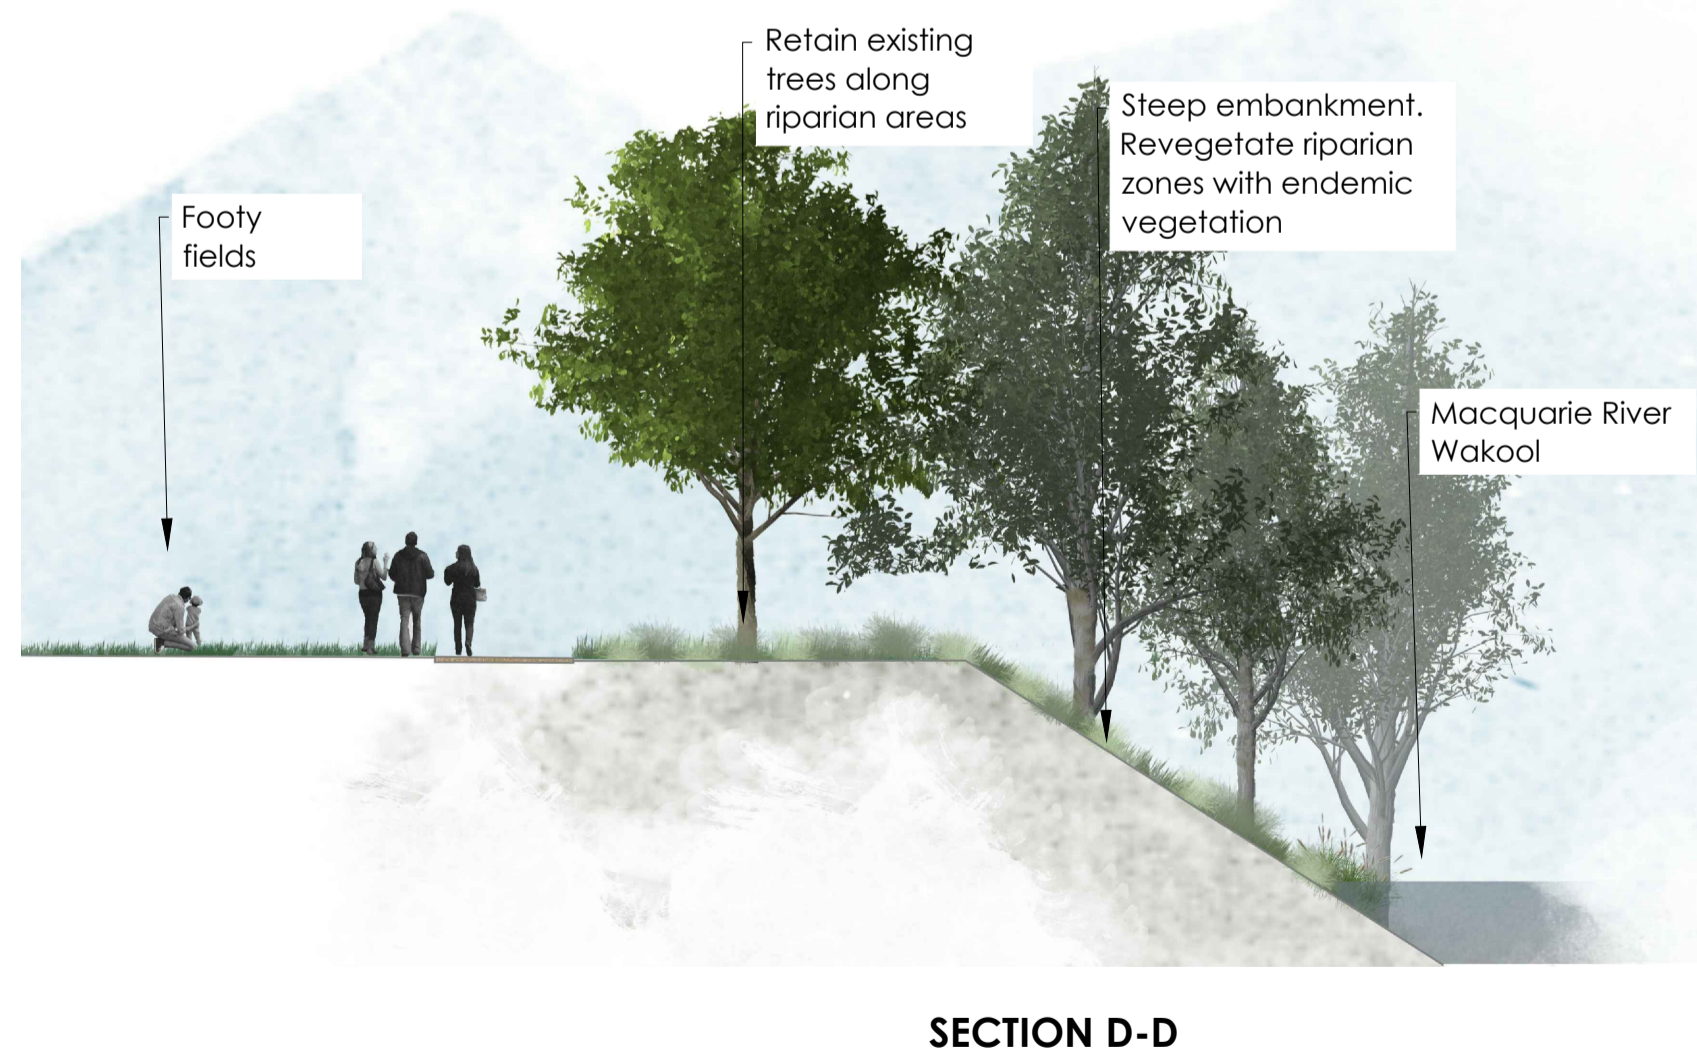 Retain existing
trees along
riparian areas
Steep embankment.
Revegetate riparian
zones with endemic
vegetation
Footy
fields
Macquarie River
Wakool
SECTION D-D